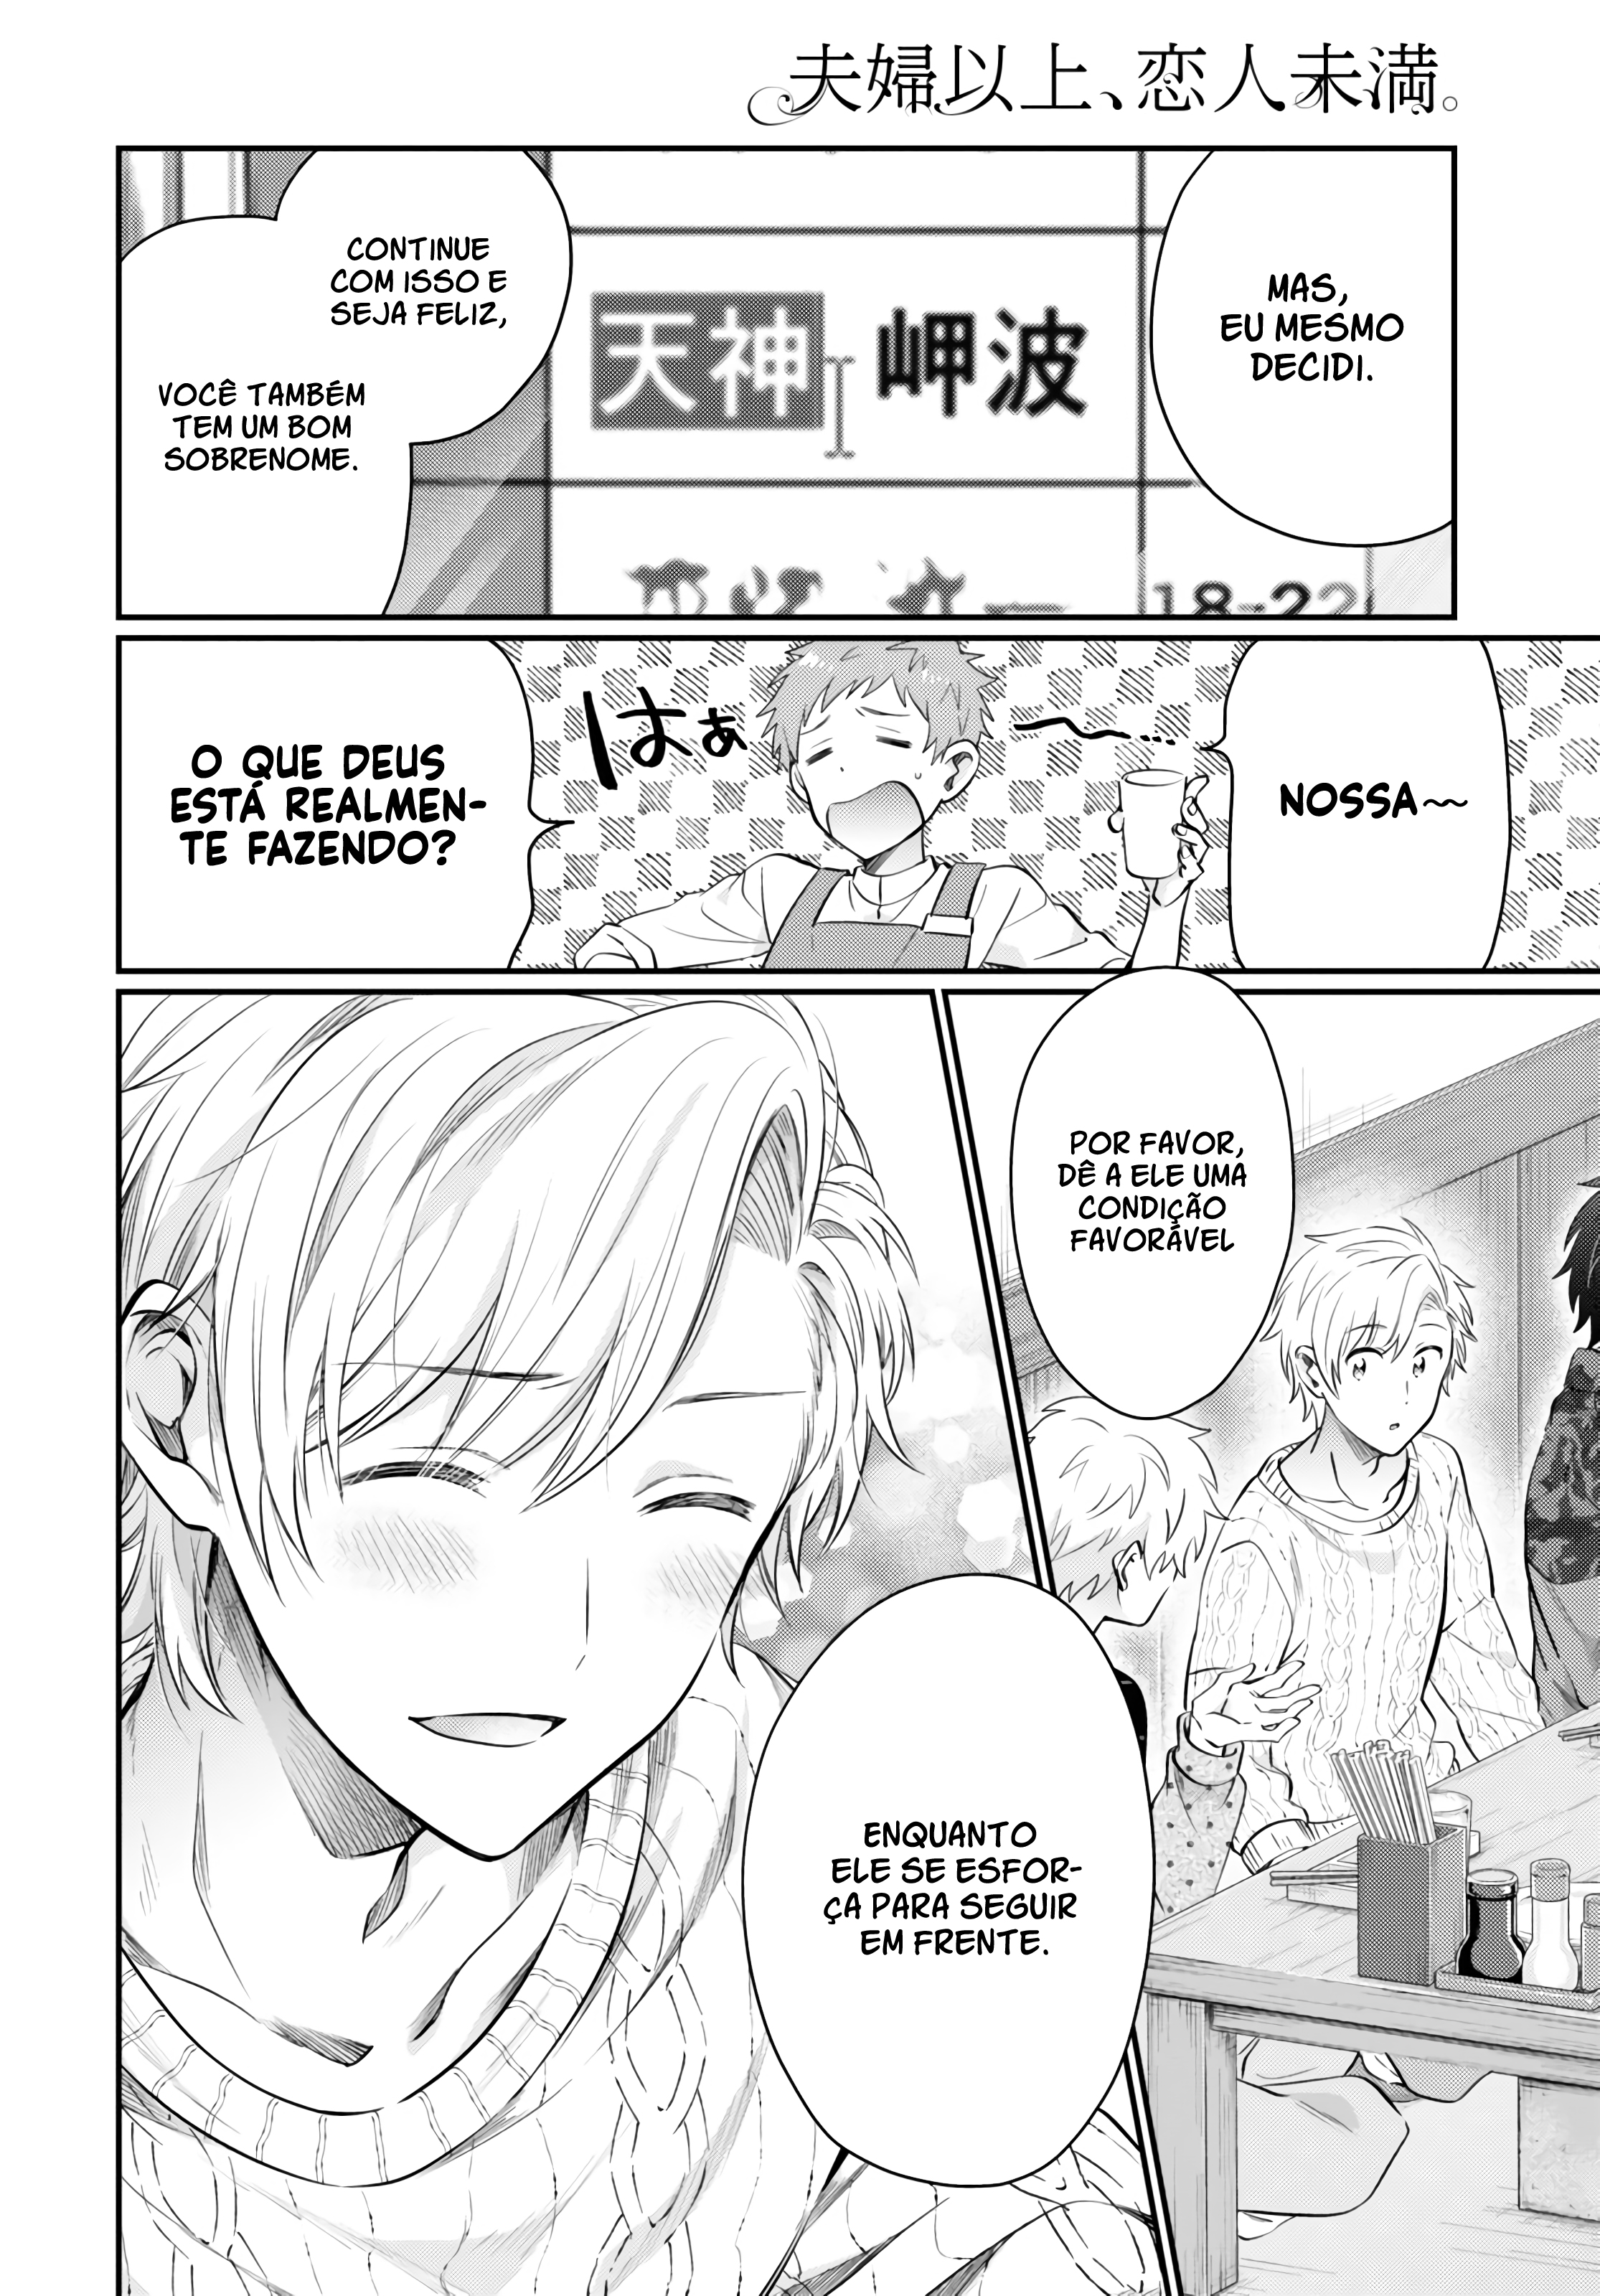 夫婦以上、恋人未満。
MAS,
EU MESMO
DECIDI.
天神 岬波
18-22
CONTINUE
COM ISSO E
SEJA FELIZ,
VOCÊ TAMBÉM
TEM UM BOM
SOBRENOME.
NOSSA~~
はぁ〜
O QUE DEUS
ESTÁ REALMEN-
TE FAZENDO?
POR FAVOR,
DÊ A ELE UMA
CONDIÇÃO
FAVORÁVEL
ENQUANTO
ELE SE ESFOR-
ÇA PARA SEGUIR
EM FRENTE.